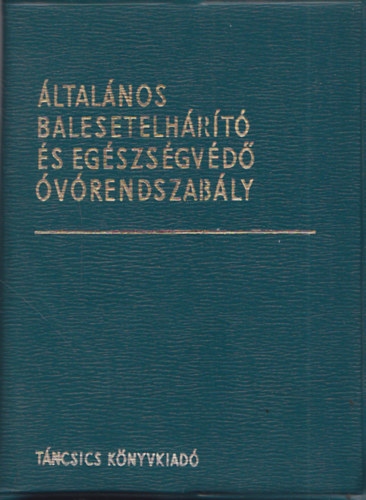 ÁLTALÁNOS
BALESETELHÁRÍTÓ
ÉS EGÉSZSÉGVÉDŐ
ÓVÓRENDSZABÁLY
TÁNCSICS KÖNYVKIADÓ